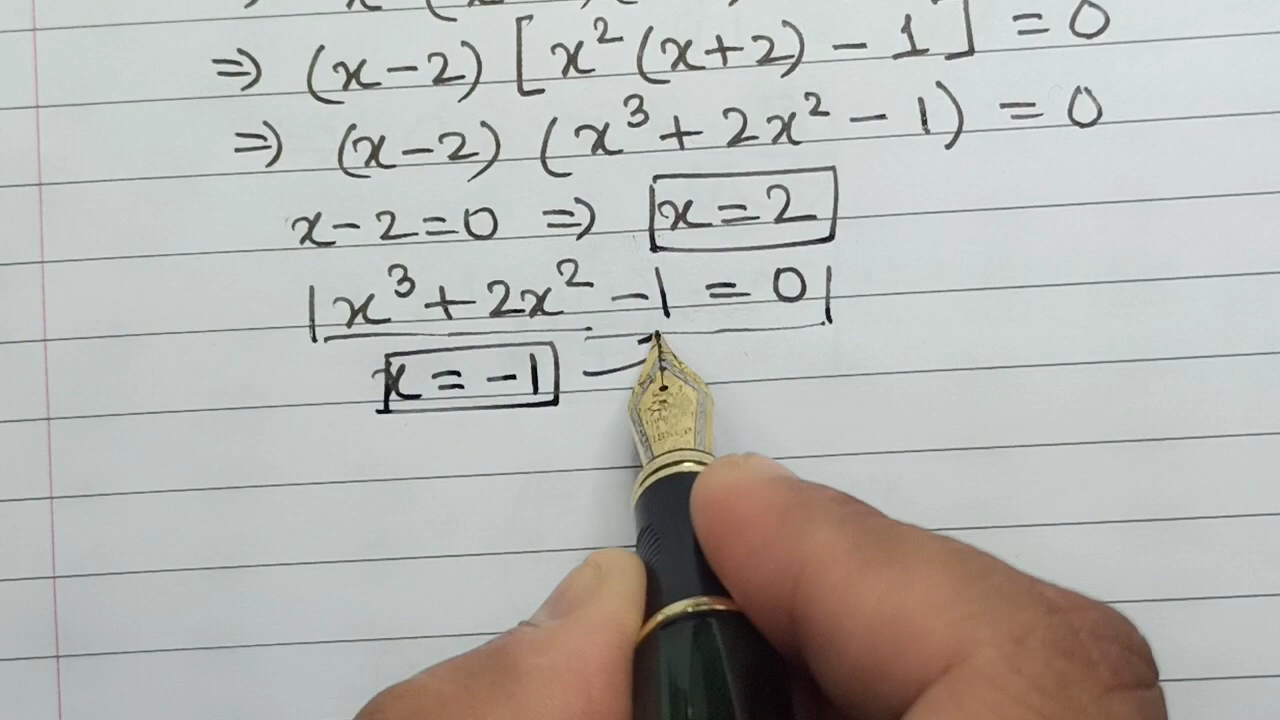 ⇒ (x-2) [x²(x+2) - 1] = 0
⇒ (x-2) (x³ + 2x² - 1) = 0
x-2=0 ⇒ x=2
x³ + 2x² - 1 = 0
x = -1